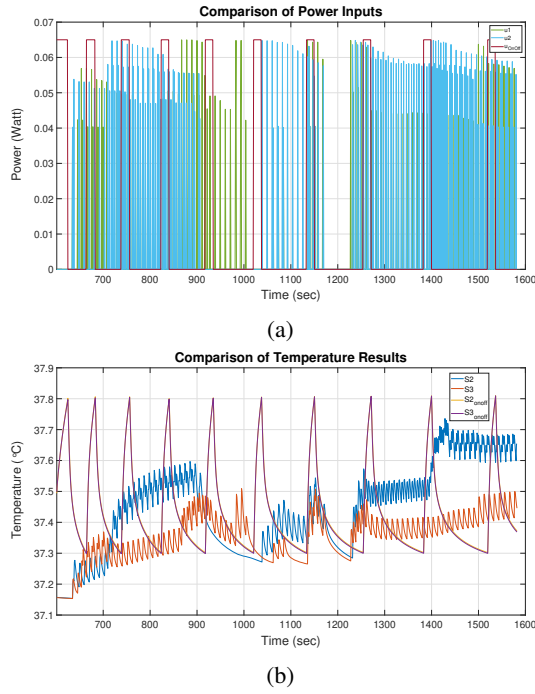 Comparison of Power Inputs
0.07
0.06
0.05
0.04
0.03
0.02
0.01
0
Power (Watt)
u1
u2
u_OnOff
700 800 900 1000 1100 1200 1300 1400 1500 1600
Time (sec)
(a)
Comparison of Temperature Results
37.9
37.8
37.7
37.6
37.5
37.4
37.3
37.2
37.1
Temperature (°C)
S2
S3
S2_onoff
S3_onoff
700 800 900 1000 1100 1200 1300 1400 1500 1600
Time (sec)
(b)